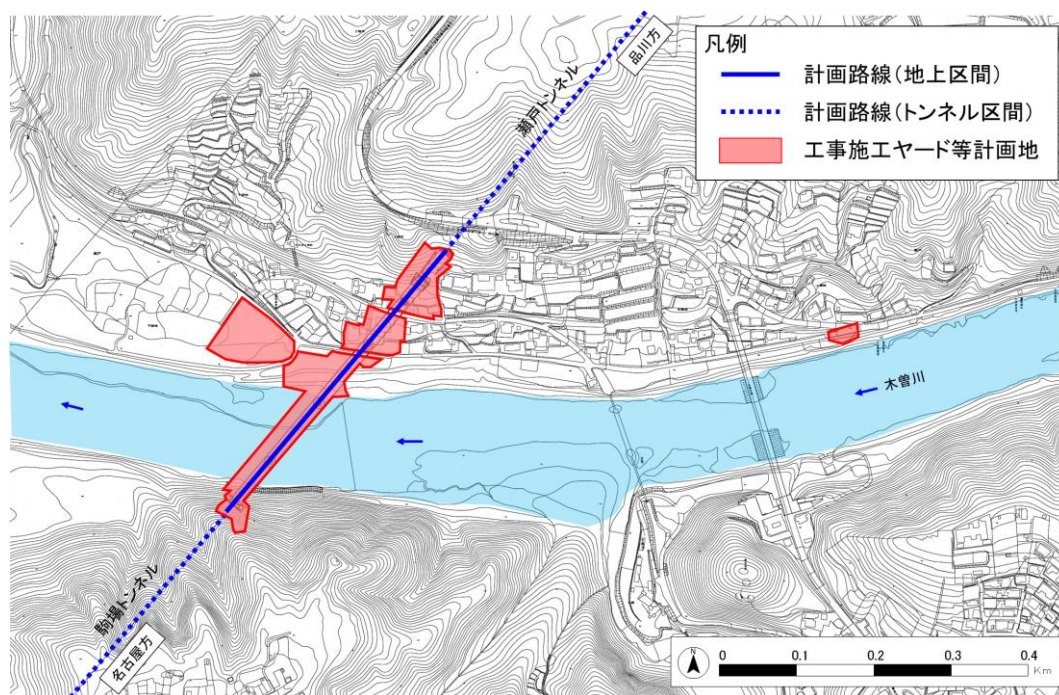 凡例
計画路線(地上区間)
計画路線(トンネル区間)
工事施工ヤード等計画地
品川方
瀬戸トンネル
木曽川
駒場トンネル
名古屋方
N
0 0.1 0.2 0.3 0.4
Km